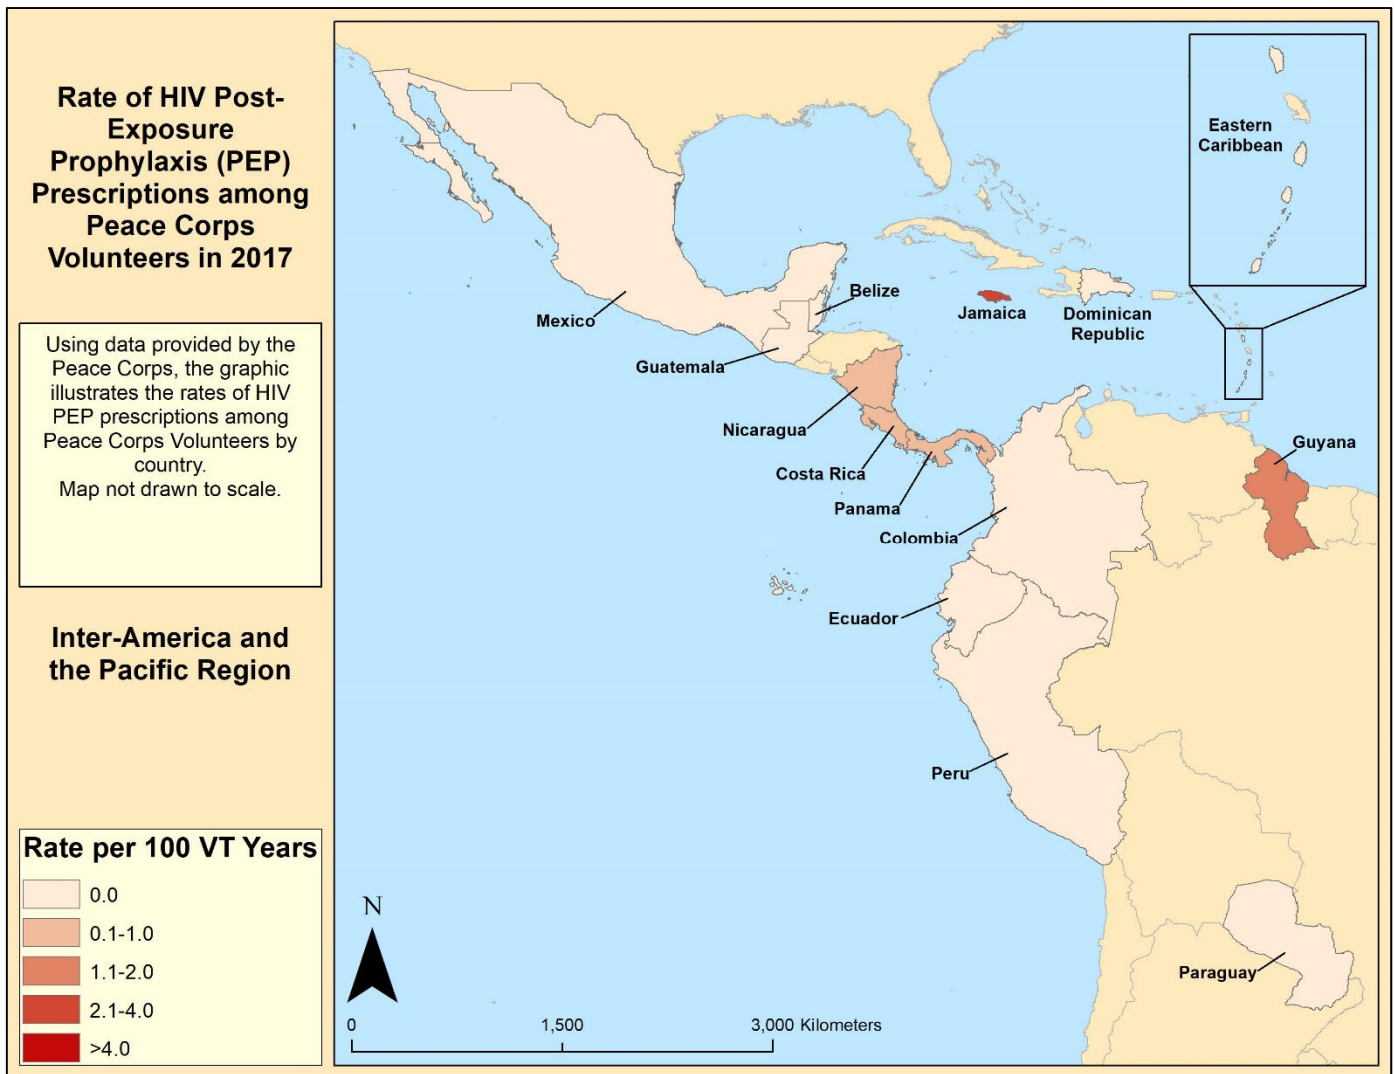 Rate of HIV Post-
Exposure
Prophylaxis (PEP)
Prescriptions among
Peace Corps
Volunteers in 2017
Using data provided by the
Peace Corps, the graphic
illustrates the rates of HIV
PEP prescriptions among
Peace Corps Volunteers by
country.
Map not drawn to scale.
Inter-America and
the Pacific Region
Rate per 100 VT Years
0.0
0.1-1.0
1.1-2.0
2.1-4.0
>4.0
Eastern
Caribbean
Belize
Mexico
Jamaica
Dominican
Republic
Guatemala
Nicaragua
Guyana
Costa Rica
Panama
Colombia
Ecuador
Peru
Paraguay
N
0
1,500
3,000 Kilometers